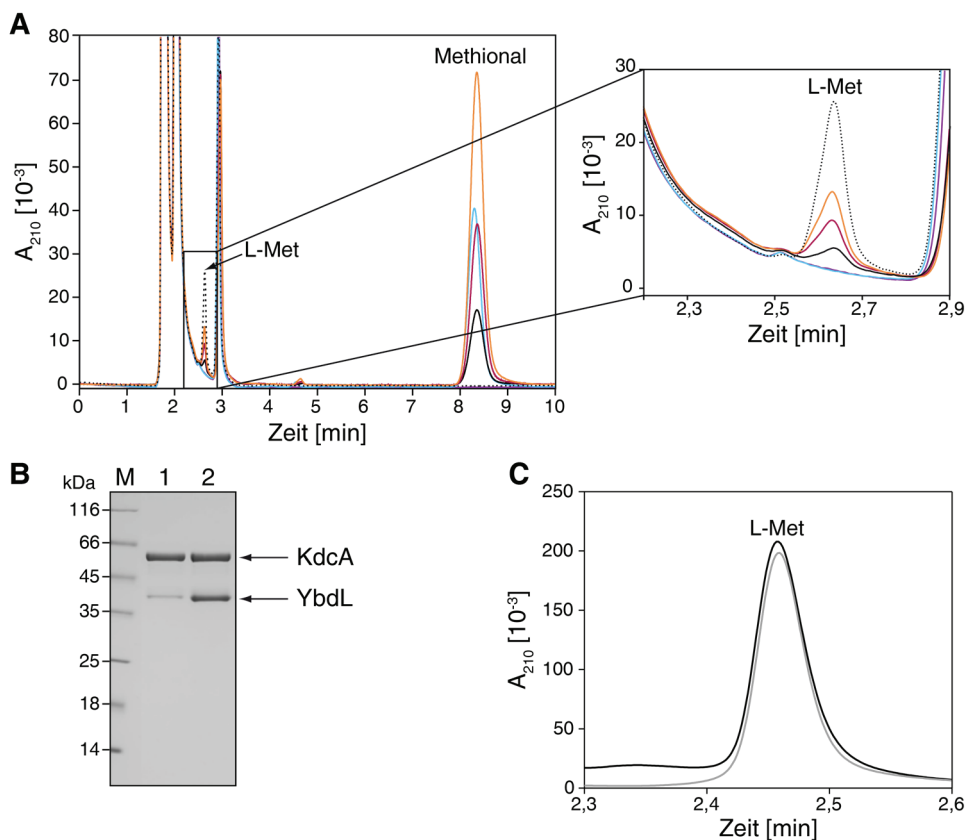 A
80
70
60
50
40
30
20
10
0
A210 [10-3]
Methional
L-Met
0 1 2 3 4 5 6 7 8 9 10
Zeit [min]
30
20
10
0
A210 [10-3]
L-Met
2,3 2,5 2,7 2,9
Zeit [min]
B
kDa M 1 2
116
66
45
35
25
18
14
KdcA
YbdL
C
250
200
150
100
50
0
A210 [10-3]
L-Met
2,3 2,4 2,5 2,6
Zeit [min]